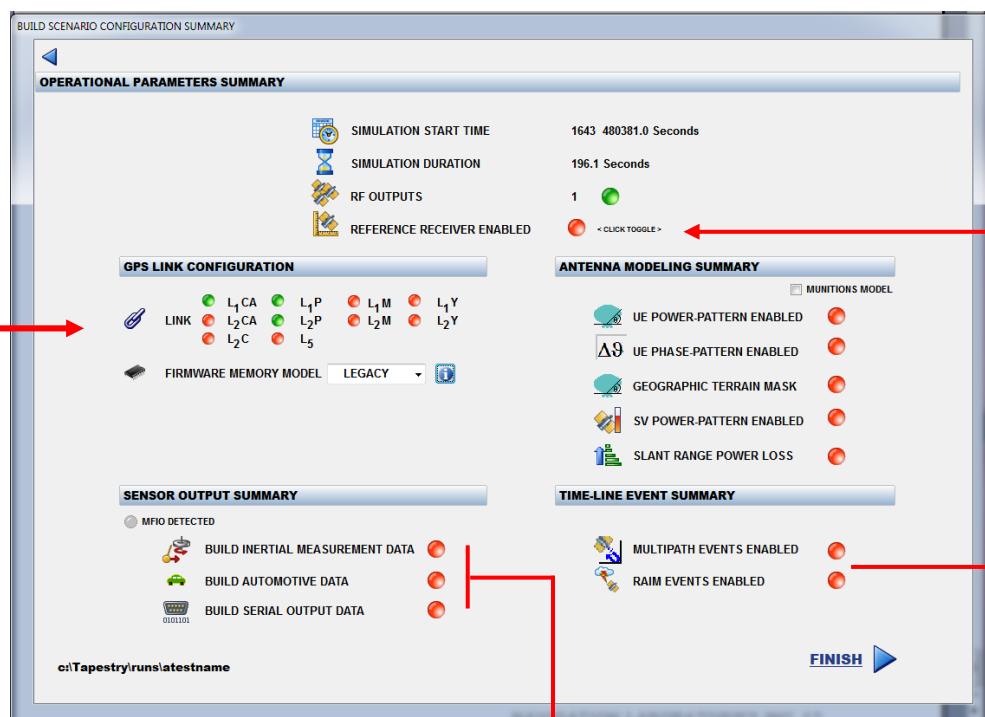 BUILD SCENARIO CONFIGURATION SUMMARY
OPERATIONAL PARAMETERS SUMMARY
SIMULATION START TIME 1643 480381.0 Seconds
SIMULATION DURATION 196.1 Seconds
RF OUTPUTS 1
REFERENCE RECEIVER ENABLED < CLICK TOGGLE >
GPS LINK CONFIGURATION
L1CA L1P L1M L1Y
LINK L2CA L2P L2M L2Y
L2C L5
FIRMWARE MEMORY MODEL LEGACY
ANTENNA MODELING SUMMARY
MUNITIONS MODEL
UE POWER-PATTERN ENABLED
Δϑ UE PHASE-PATTERN ENABLED
GEOGRAPHIC TERRAIN MASK
SV POWER-PATTERN ENABLED
SLANT RANGE POWER LOSS
SENSOR OUTPUT SUMMARY
MFIO DETECTED
BUILD INERTIAL MEASUREMENT DATA
BUILD AUTOMOTIVE DATA
BUILD SERIAL OUTPUT DATA
0101101
TIME-LINE EVENT SUMMARY
MULTIPATH EVENTS ENABLED
RAIM EVENTS ENABLED
c:\Tapestry\runs\atestname
FINISH